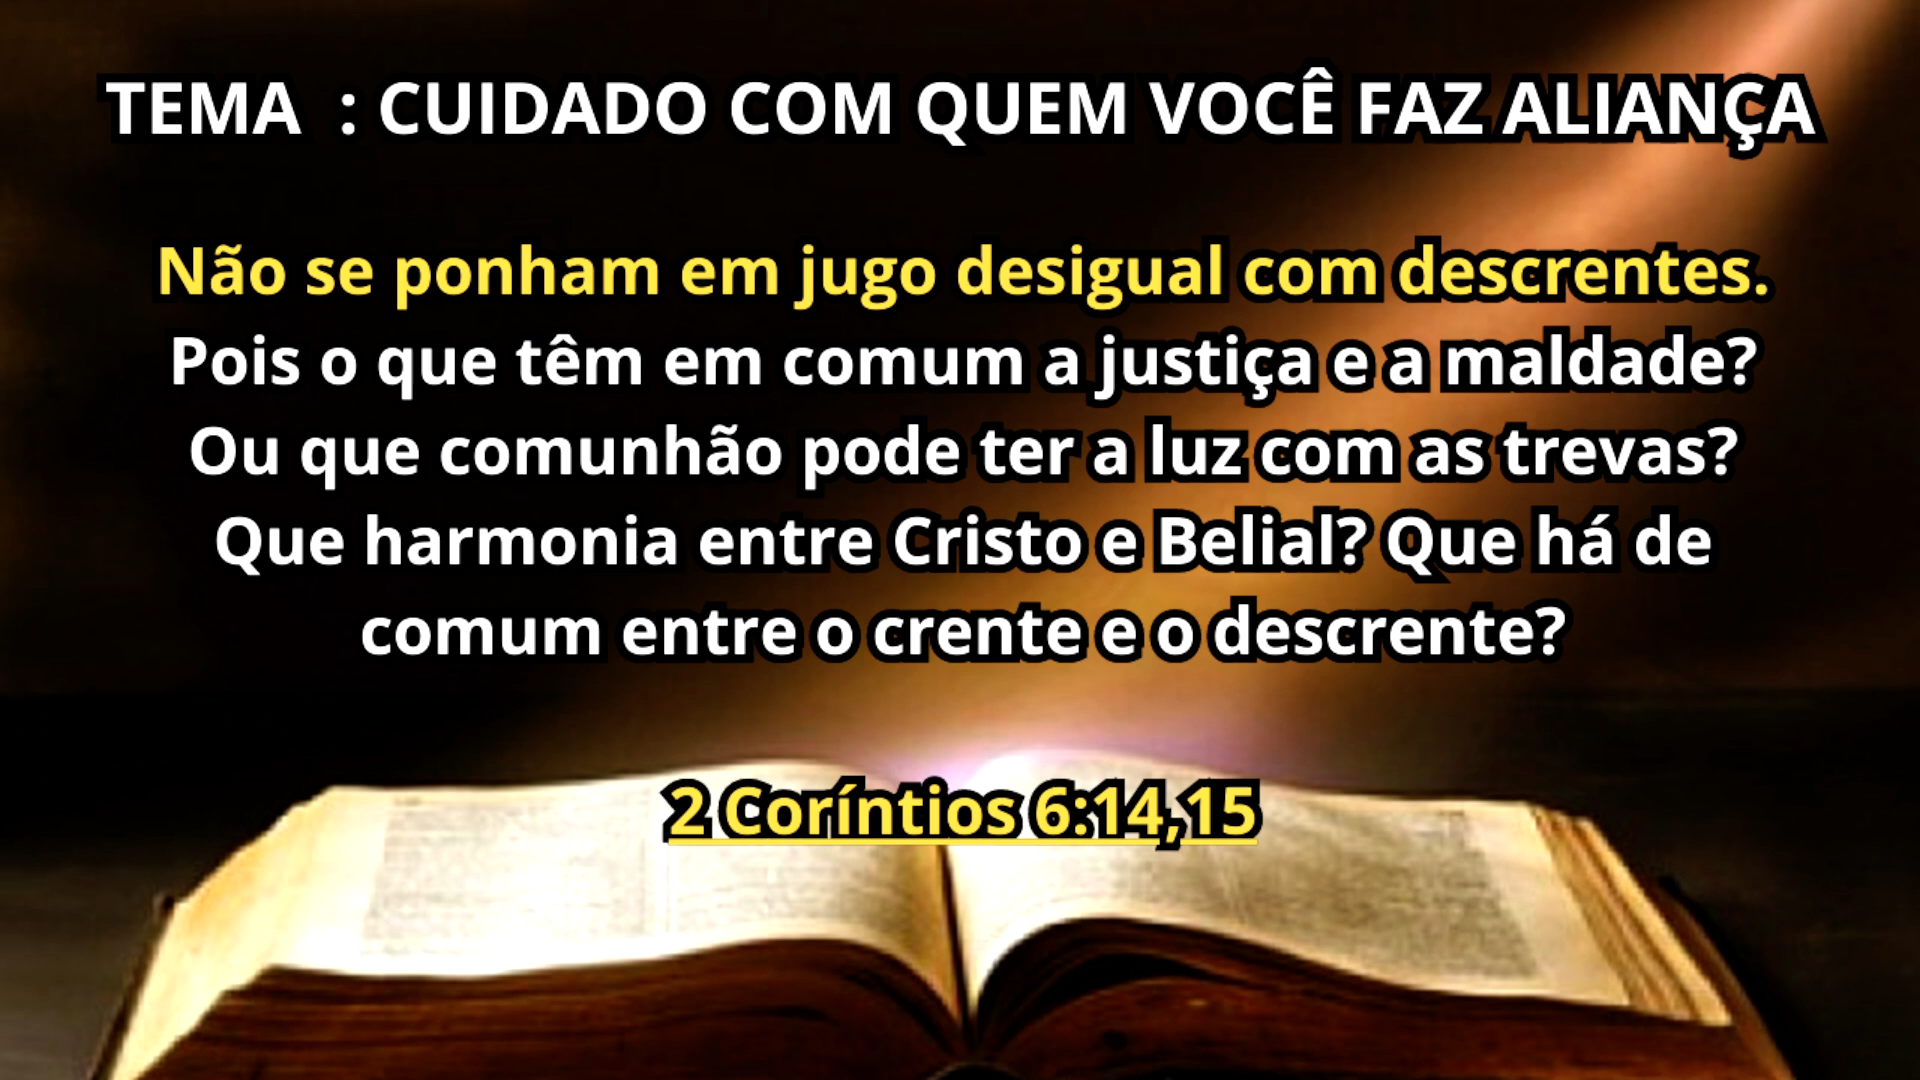 TEMA : CUIDADO COM QUEM VOCÊ FAZ ALIANÇA
Não se ponham em jugo desigual com descrentes.
Pois o que têm em comum a justiça e a maldade?
Ou que comunhão pode ter a luz com as trevas?
Que harmonia entre Cristo e Belial? Que há de
comum entre o crente e o descrente?
2 Coríntios 6:14,15